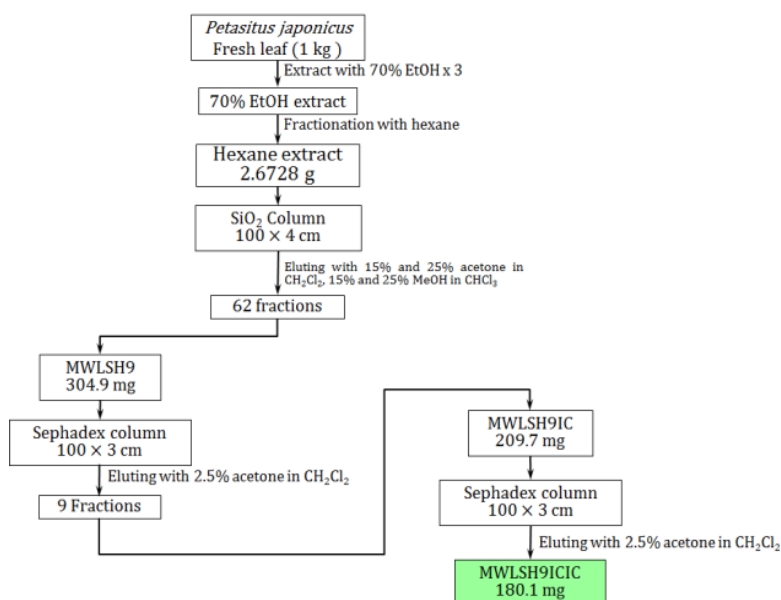 Petasitus japonicus
Fresh leaf (1 kg )
Extract with 70% EtOH x 3
70% EtOH extract
Fractionation with hexane
Hexane extract
2.6728 g
SiO₂ Column
100 × 4 cm
Eluting with 15% and 25% acetone in
CH₂Cl₂, 15% and 25% MeOH in CHCl₃
62 fractions
MWLSH9
304.9 mg
Sephadex column
100 × 3 cm
Eluting with 2.5% acetone in CH₂Cl₂
9 Fractions
MWLSH9IC
209.7 mg
Sephadex column
100 × 3 cm
Eluting with 2.5% acetone in CH₂Cl₂
MWLSH9ICIC
180.1 mg